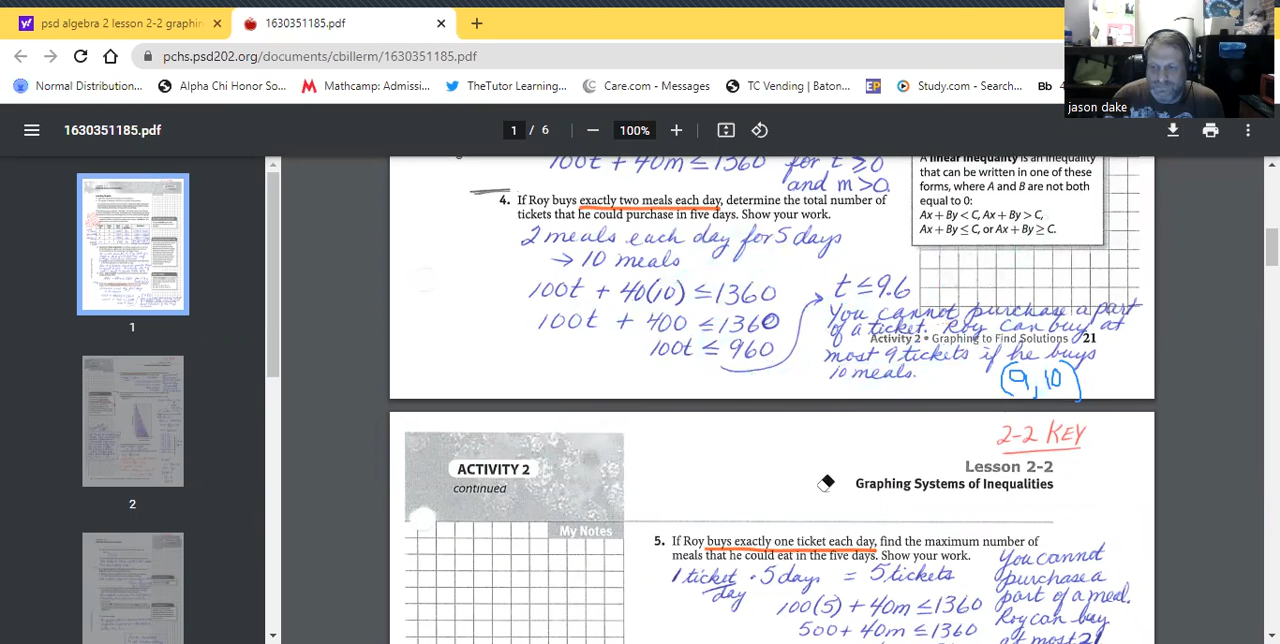 psd algebra 2 lesson 2-2 graphin
1630351185.pdf
pchs.psd202.org/documents/cbillerm/1630351185.pdf
Normal Distribution...
Alpha Chi Honor So...
Mathcamp: Admissi...
TheTutor Learning...
Care.com - Messages
TC Vending | Baton...
EP
Study.com - Search...
Bb
jason dake
1630351185.pdf
1 / 6
100%
1
2
100t + 40m ≤ 1360 for t ≥ 0
and m > 0.
A linear inequality is an inequality
that can be written in one of these
forms, where A and B are not both
equal to 0:
Ax + By < C, Ax + By > C,
Ax + By ≤ C, or Ax + By ≥ C.
4. If Roy buys exactly two meals each day, determine the total number of
tickets that he could purchase in five days. Show your work.
2 meals each day for 5 days
→ 10 meals
100t + 40(10) ≤ 1360
100t + 400 ≤ 1360
100t ≤ 960
t ≤ 9.6
You cannot purchase a part
of a ticket. Roy can buy at
most 9 tickets if he buys
10 meals.
Activity 2 • Graphing to Find Solutions 21
(9, 10)
2-2 KEY
Lesson 2-2
Graphing Systems of Inequalities
ACTIVITY 2
continued
My Notes
5. If Roy buys exactly one ticket each day, find the maximum number of
meals that he could eat in the five days. Show your work.
1 ticket/day · 5 days = 5 tickets
100(5) + 40m ≤ 1360
500 + 40m ≤ 1360
You cannot
purchase a
part of a meal.
Roy can buy
at most 21